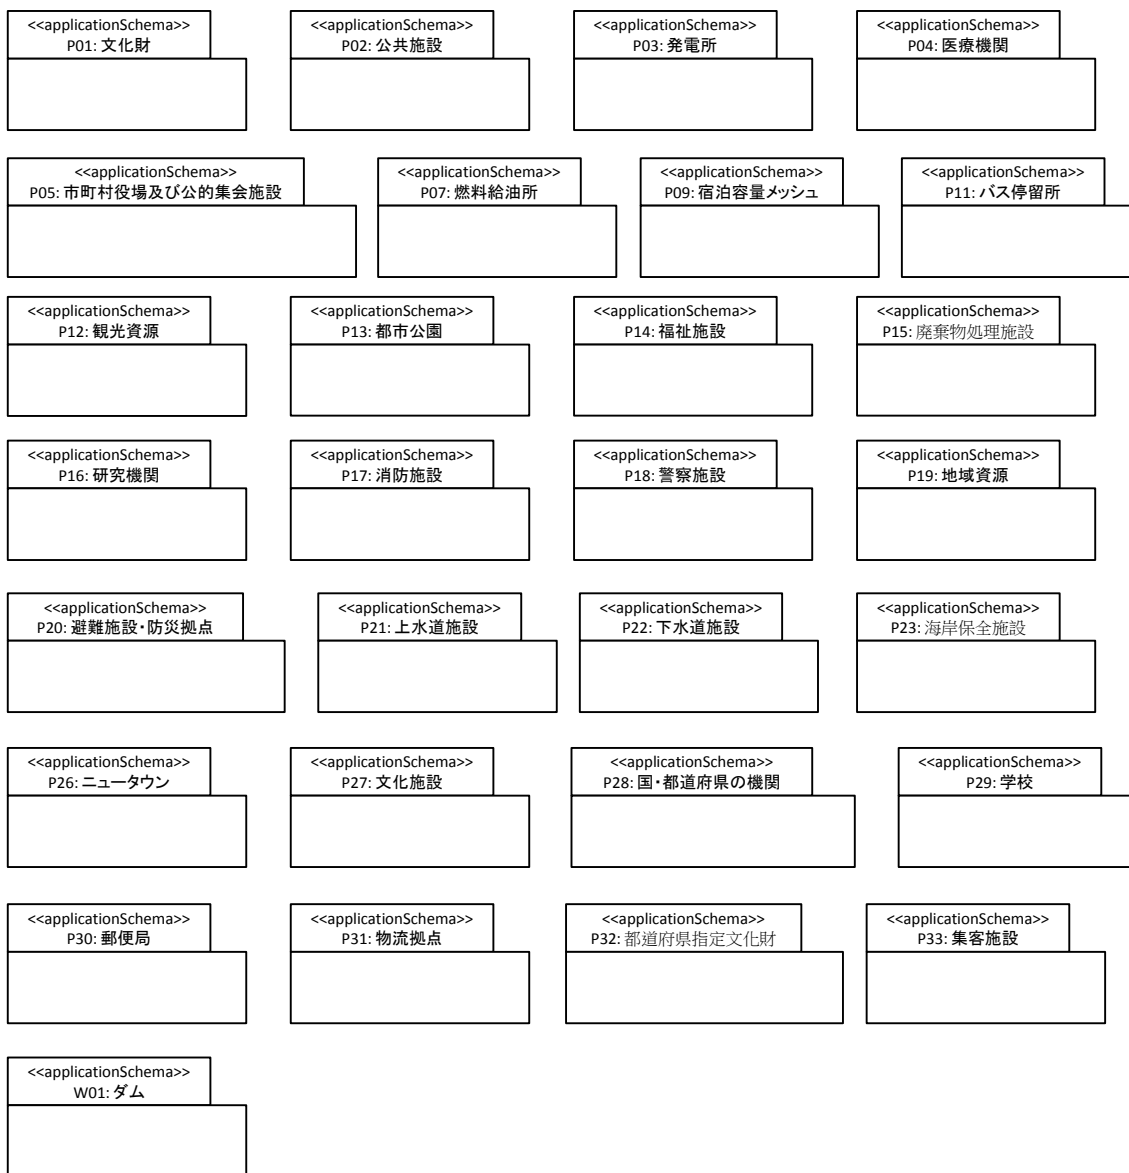 <<applicationSchema>>
P01: 文化財
<<applicationSchema>>
P02: 公共施設
<<applicationSchema>>
P03: 発電所
<<applicationSchema>>
P04: 医療機関
<<applicationSchema>>
P05: 市町村役場及び公的集会施設
<<applicationSchema>>
P07: 燃料給油所
<<applicationSchema>>
P09: 宿泊容量メッシュ
<<applicationSchema>>
P11: バス停留所
<<applicationSchema>>
P12: 観光資源
<<applicationSchema>>
P13: 都市公園
<<applicationSchema>>
P14: 福祉施設
<<applicationSchema>>
P15: 廃棄物処理施設
<<applicationSchema>>
P16: 研究機関
<<applicationSchema>>
P17: 消防施設
<<applicationSchema>>
P18: 警察施設
<<applicationSchema>>
P19: 地域資源
<<applicationSchema>>
P20: 避難施設・防災拠点
<<applicationSchema>>
P21: 上水道施設
<<applicationSchema>>
P22: 下水道施設
<<applicationSchema>>
P23: 海岸保全施設
<<applicationSchema>>
P26: ニュータウン
<<applicationSchema>>
P27: 文化施設
<<applicationSchema>>
P28: 国・都道府県の機関
<<applicationSchema>>
P29: 学校
<<applicationSchema>>
P30: 郵便局
<<applicationSchema>>
P31: 物流拠点
<<applicationSchema>>
P32: 都道府県指定文化財
<<applicationSchema>>
P33: 集客施設
<<applicationSchema>>
W01: ダム